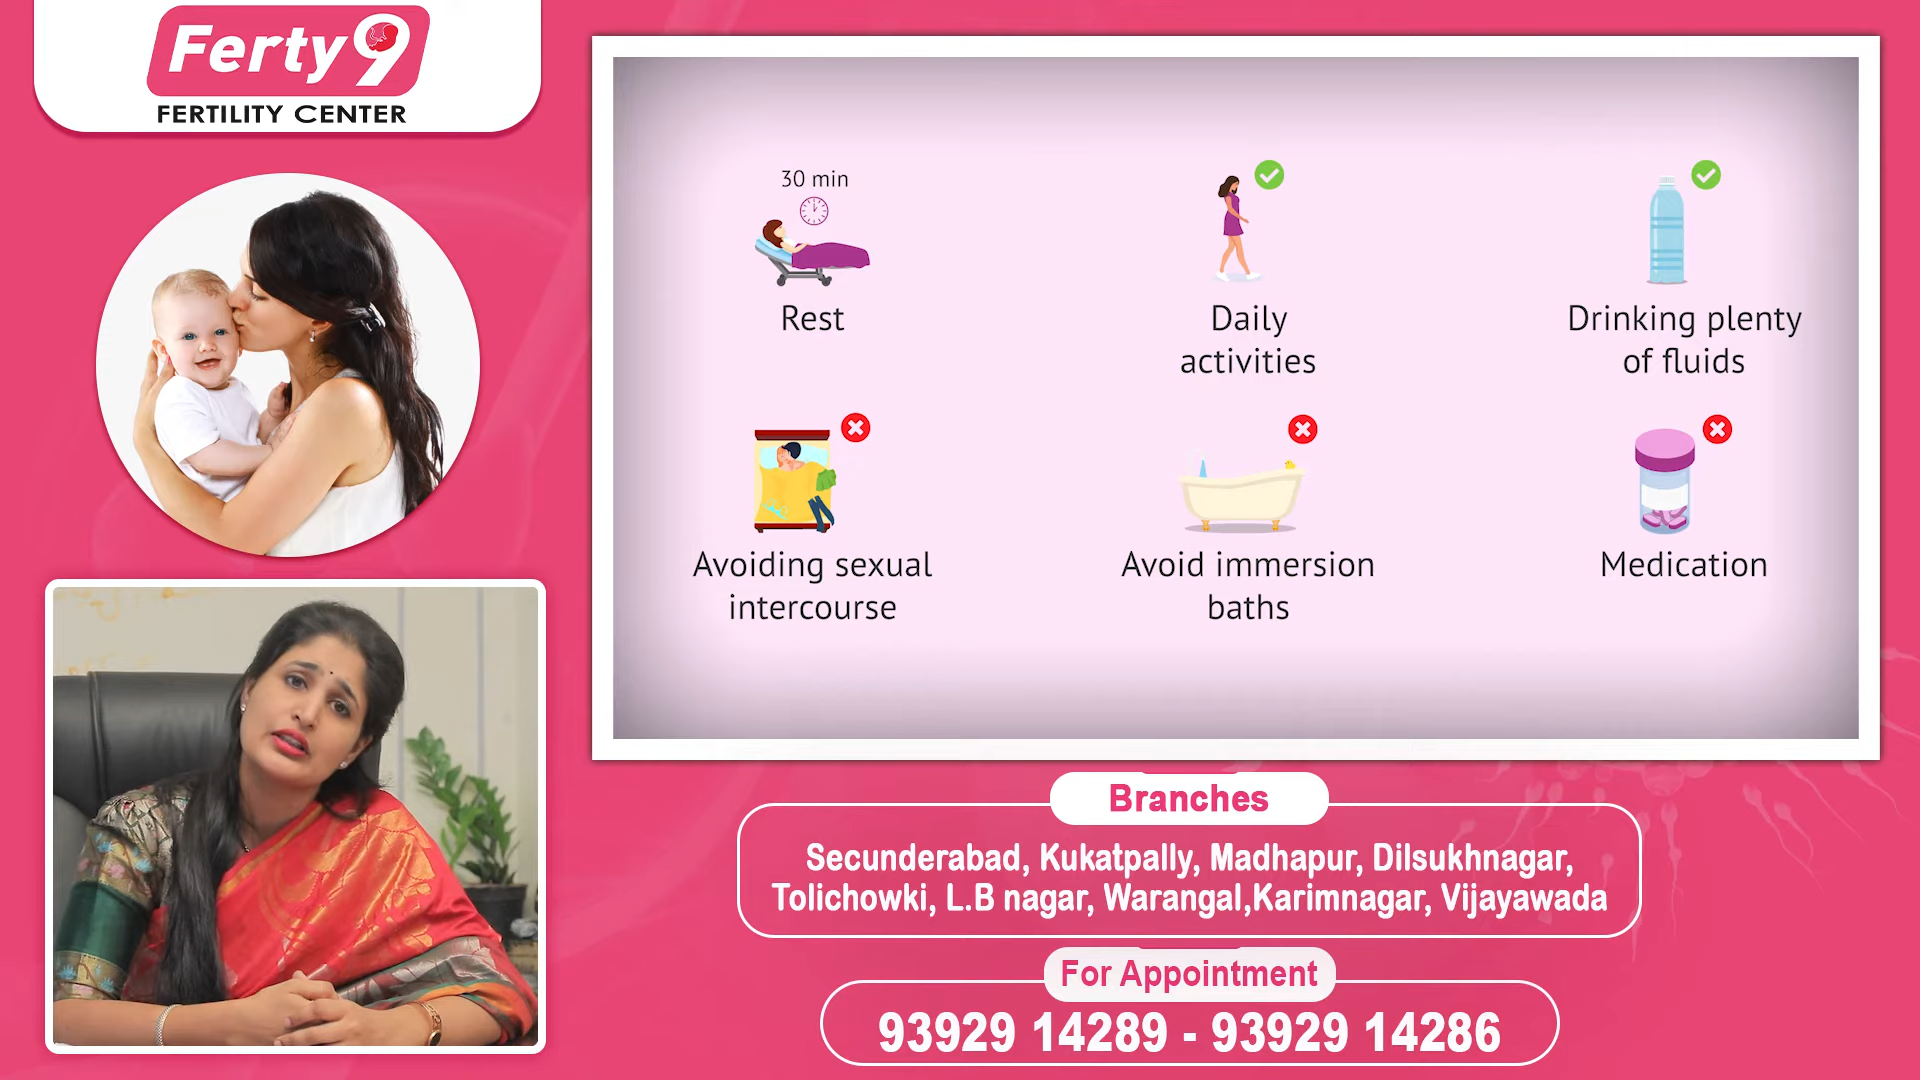 Ferty9
FERTILITY CENTER
30 min
Rest
Daily
activities
Drinking plenty
of fluids
Avoiding sexual
intercourse
Avoid immersion
baths
Medication
Branches
Secunderabad, Kukatpally, Madhapur, Dilsukhnagar,
Tolichowki, L.B nagar, Warangal,Karimnagar, Vijayawada
For Appointment
93929 14289 - 93929 14286